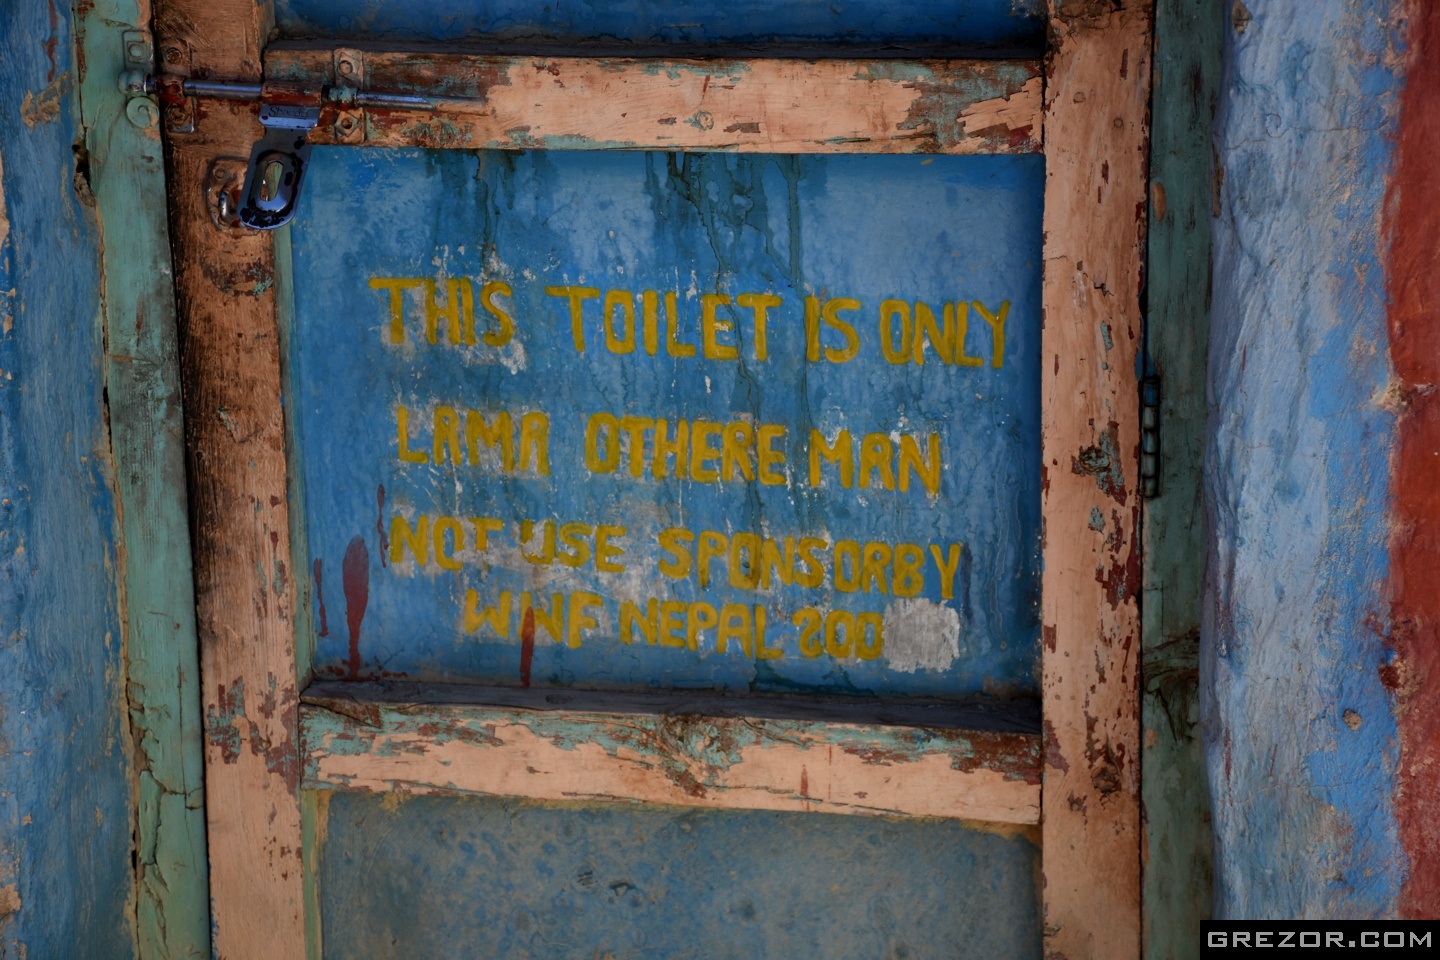 THIS TOILET IS ONLY
LAMA OTHERE MAN
NOT USE SPONSORBY
WWF NEPAL 200
GREZOR.COM